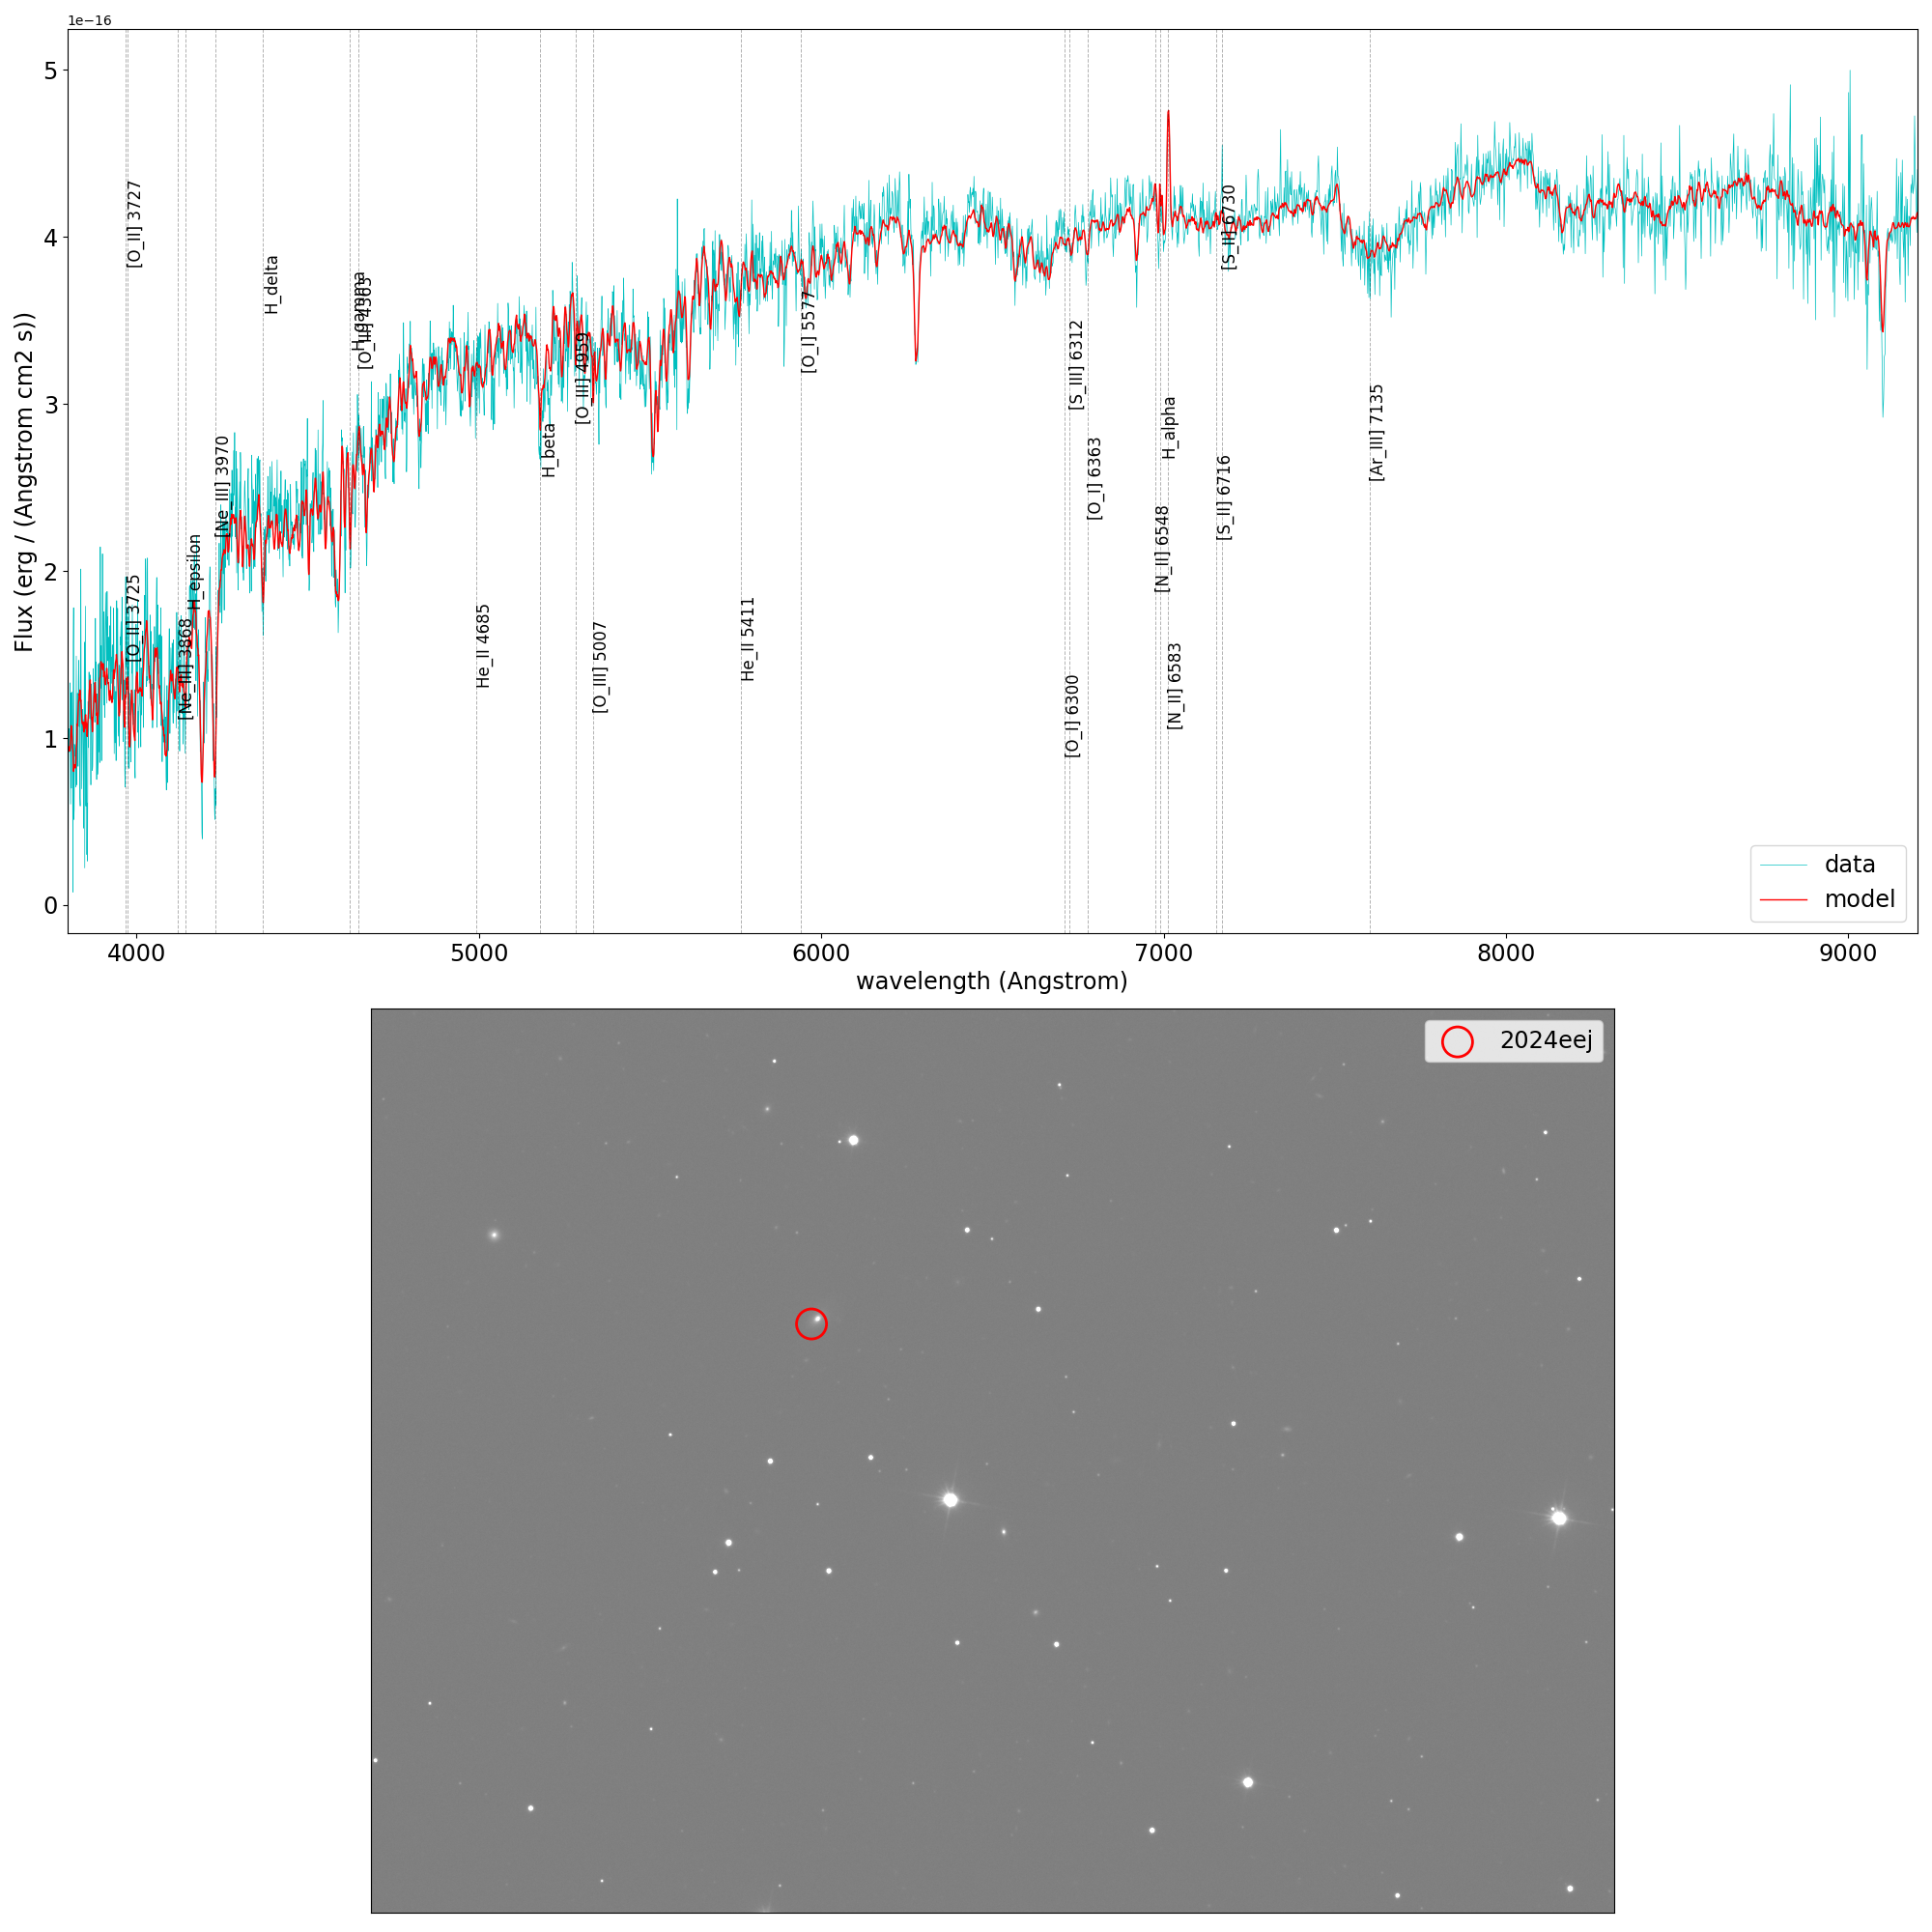 1e−16
5
4
3
2
1
0
Flux (erg / (Angstrom cm2 s))
[O_II] 3727
[O_II] 3725
[Ne_III] 3868
H_epsilon
[Ne_III] 3970
H_delta
H_gamma
[O_III] 4363
He_II 4685
H_beta
[O_III] 4959
[O_III] 5007
He_II 5411
[O_I] 5577
[O_I] 6300
[S_III] 6312
[O_I] 6363
[N_II] 6548
H_alpha
[N_II] 6583
[S_II] 6716
[S_II] 6730
[Ar_III] 7135
data
model
4000 5000 6000 7000 8000 9000
wavelength (Angstrom)
2024eej